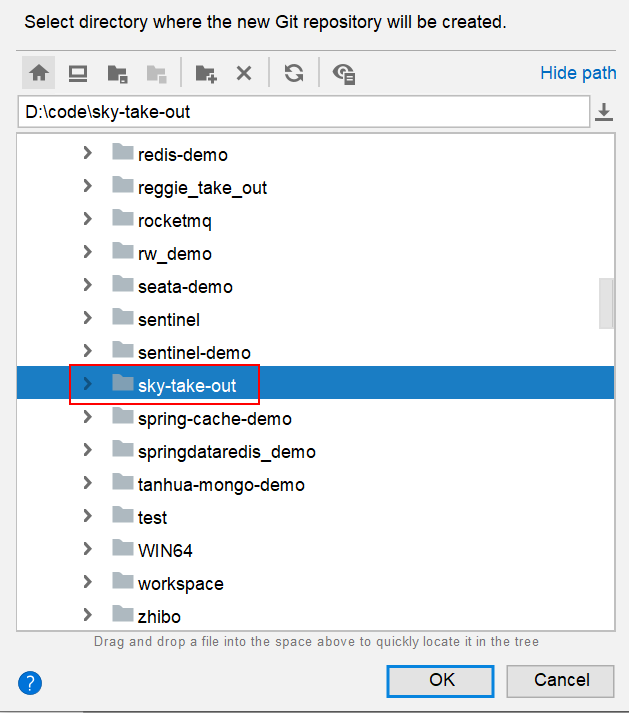 Select directory where the new Git repository will be created.
Hide path
D:\code\sky-take-out
redis-demo
reggie_take_out
rocketmq
rw_demo
seata-demo
sentinel
sentinel-demo
sky-take-out
spring-cache-demo
springdataredis_demo
tanhua-mongo-demo
test
WIN64
workspace
zhibo
Drag and drop a file into the space above to quickly locate it in the tree
?
OK
Cancel